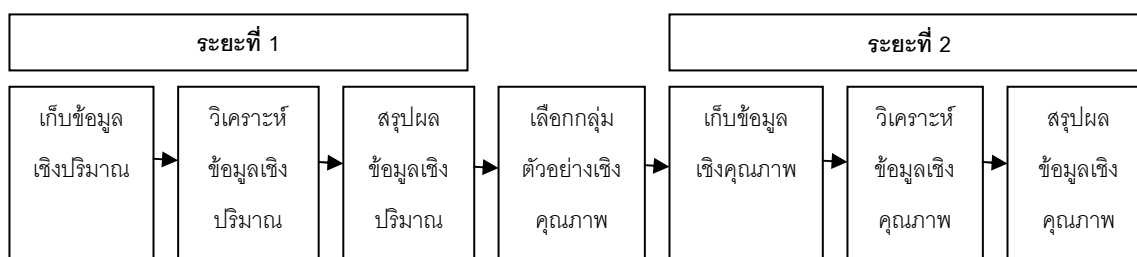 ระยะที่ 1
ระยะที่ 2
เก็บข้อมูล
เชิงปริมาณ
วิเคราะห์
ข้อมูลเชิง
ปริมาณ
สรุปผล
ข้อมูลเชิง
ปริมาณ
เลือกกลุ่ม
ตัวอย่างเชิง
คุณภาพ
เก็บข้อมูล
เชิงคุณภาพ
วิเคราะห์
ข้อมูลเชิง
คุณภาพ
สรุปผล
ข้อมูลเชิง
คุณภาพ